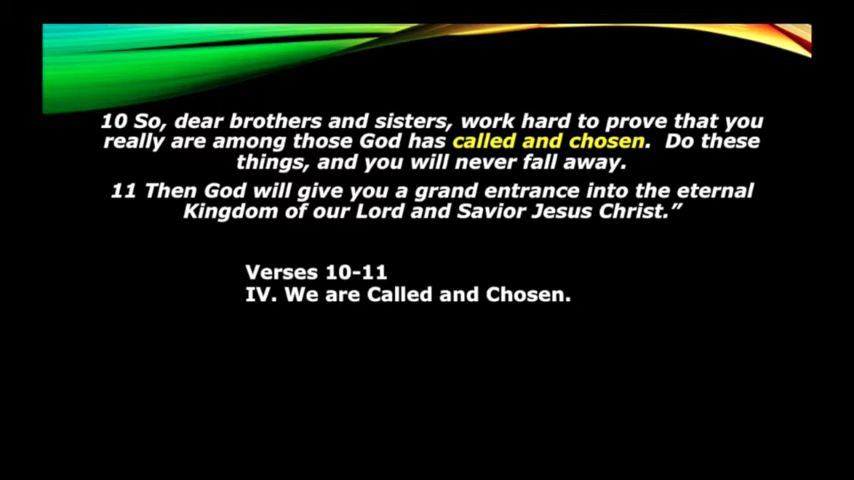 10 So, dear brothers and sisters, work hard to prove that you
really are among those God has called and chosen.  Do these
things, and you will never fall away.
11 Then God will give you a grand entrance into the eternal
Kingdom of our Lord and Savior Jesus Christ.”
Verses 10-11
IV. We are Called and Chosen.